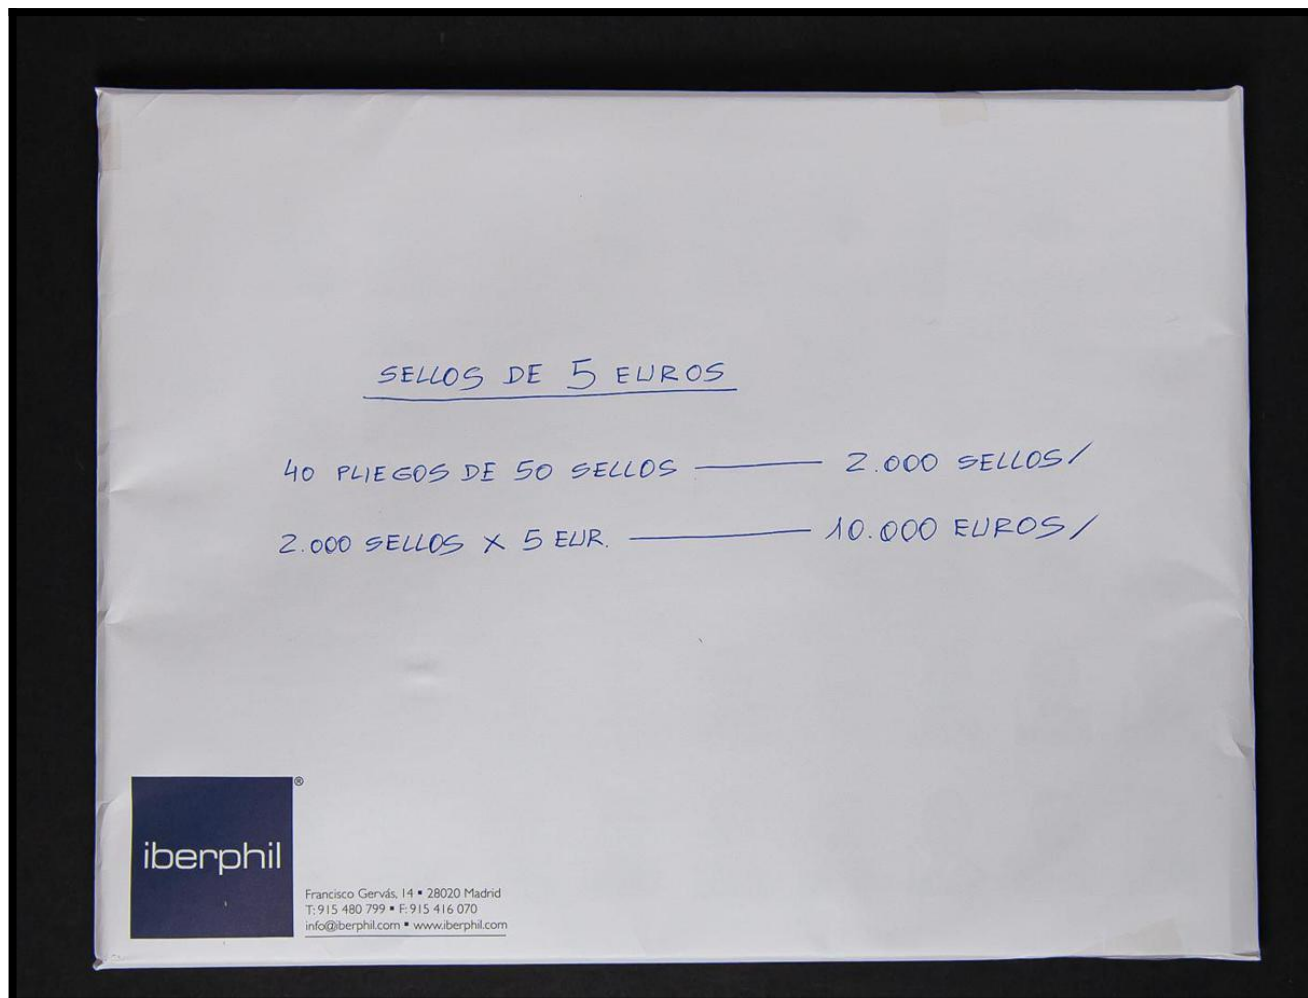 SELLOS DE 5 EUROS
40 PLIEGOS DE 50 SELLOS —— 2.000 SELLOS/
2.000 SELLOS X 5 EUR. —— 10.000 EUROS/
iberphil®
Francisco Gervás, 14 ▪ 28020 Madrid
T: 915 480 799 ▪ F: 915 416 070
info@iberphil.com ▪ www.iberphil.com